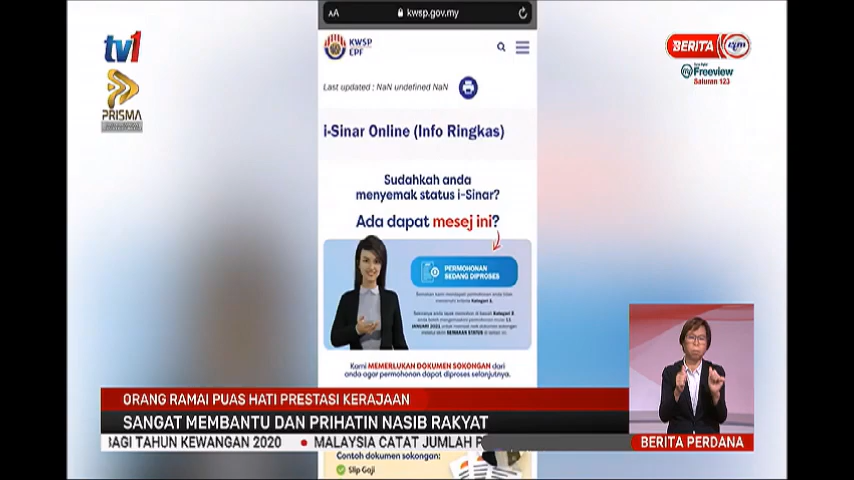 AA kwsp.gov.my
tv1
PRISMA
KWSP
EPF
BERITA rtm
my Freeview
Saluran 123
Last updated : NaN undefined NaN
i-Sinar Online (Info Ringkas)
Sudahkah anda
menyemak status i-Sinar?
Ada dapat mesej ini?
PERMOHONAN
SEDANG DIPROSES
Kami MEMERLUKAN DOKUMEN SOKONGAN dari
anda agar permohonan dapat diproses selanjutnya.
ORANG RAMAI PUAS HATI PRESTASI KERAJAAN
SANGAT MEMBANTU DAN PRIHATIN NASIB RAKYAT
BAGI TAHUN KEWANGAN 2020 • MALAYSIA CATAT JUMLAH
BERITA PERDANA
Contoh dokumen sokongan:
Slip Gaji